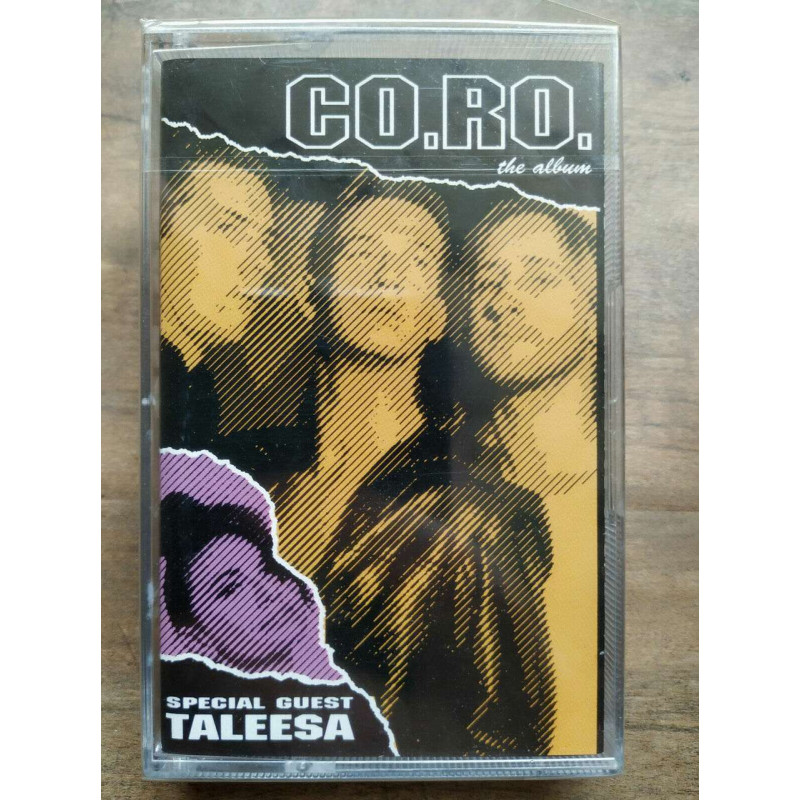 CO.RO.
the album
SPECIAL GUEST
TALEESA